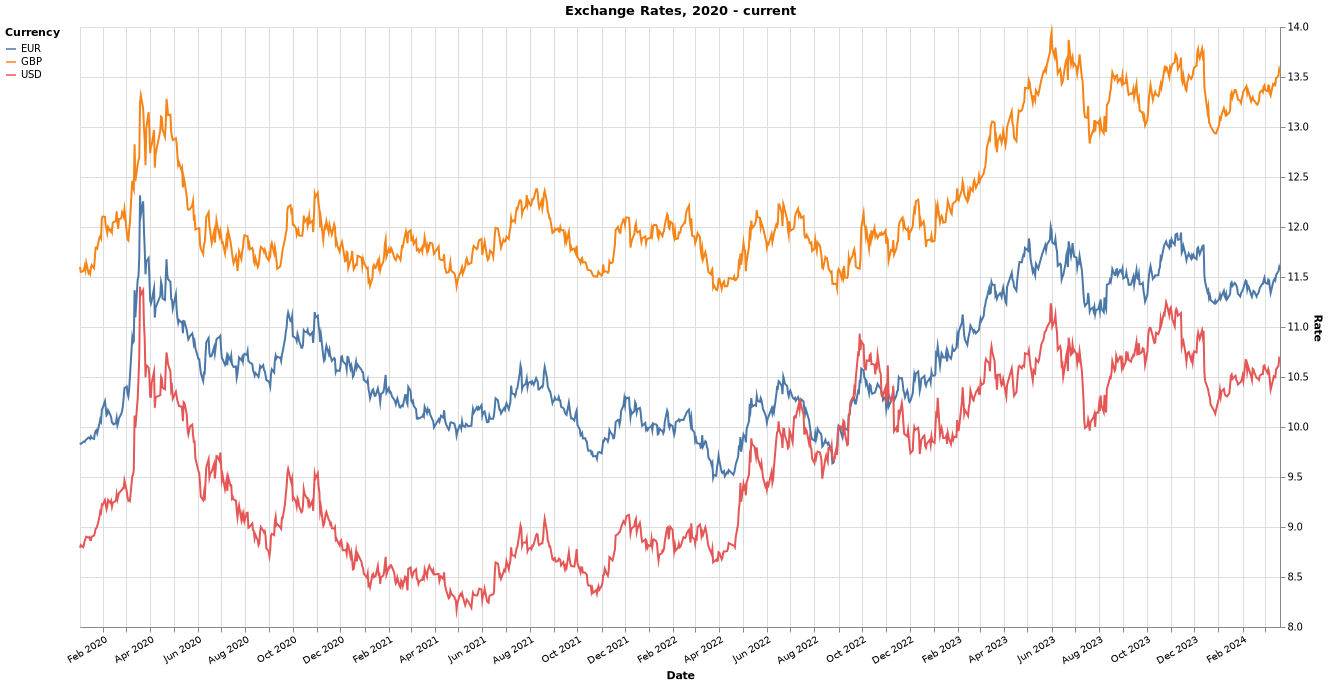 Exchange Rates, 2020 - current
Currency
EUR
GBP
USD
14.0
13.5
13.0
12.5
12.0
11.5
11.0
10.5
10.0
9.5
9.0
8.5
8.0
Rate
Feb 2020
Apr 2020
Jun 2020
Aug 2020
Oct 2020
Dec 2020
Feb 2021
Apr 2021
Jun 2021
Aug 2021
Oct 2021
Dec 2021
Feb 2022
Apr 2022
Jun 2022
Aug 2022
Oct 2022
Dec 2022
Feb 2023
Apr 2023
Jun 2023
Aug 2023
Oct 2023
Dec 2023
Feb 2024
Date